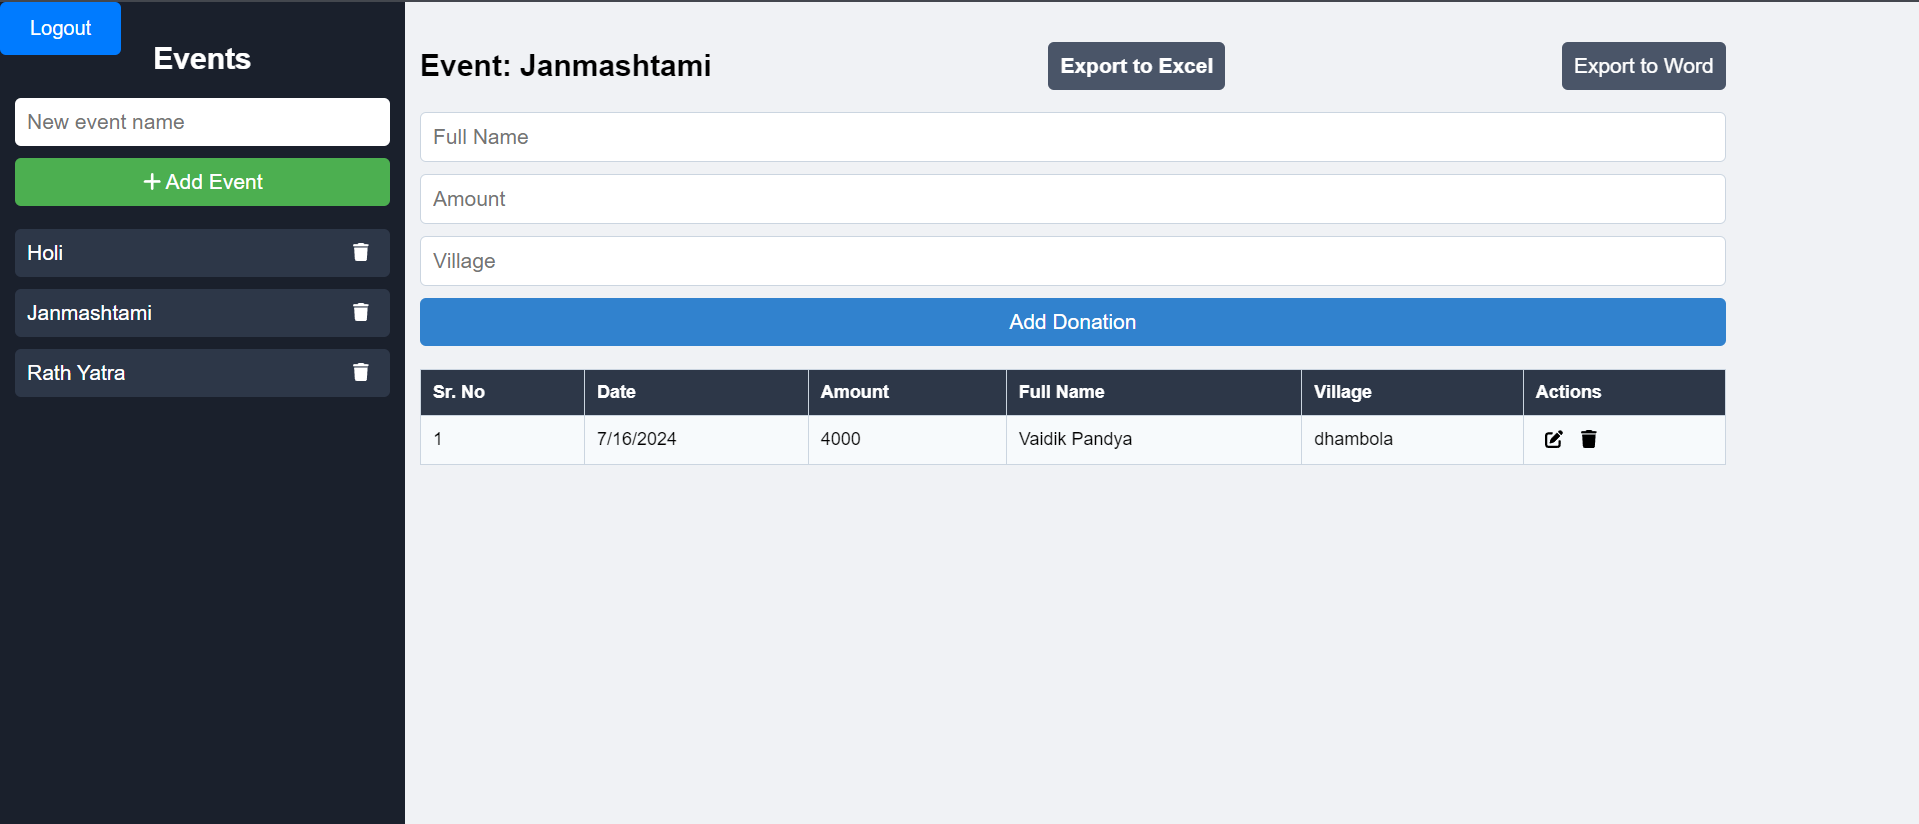 Logout
Events
New event name
+ Add Event
Holi
Janmashtami
Rath Yatra
Event: Janmashtami
Export to Excel
Export to Word
Full Name
Amount
Village
Add Donation
Sr. No Date Amount Full Name Village Actions
1 7/16/2024 4000 Vaidik Pandya dhambola